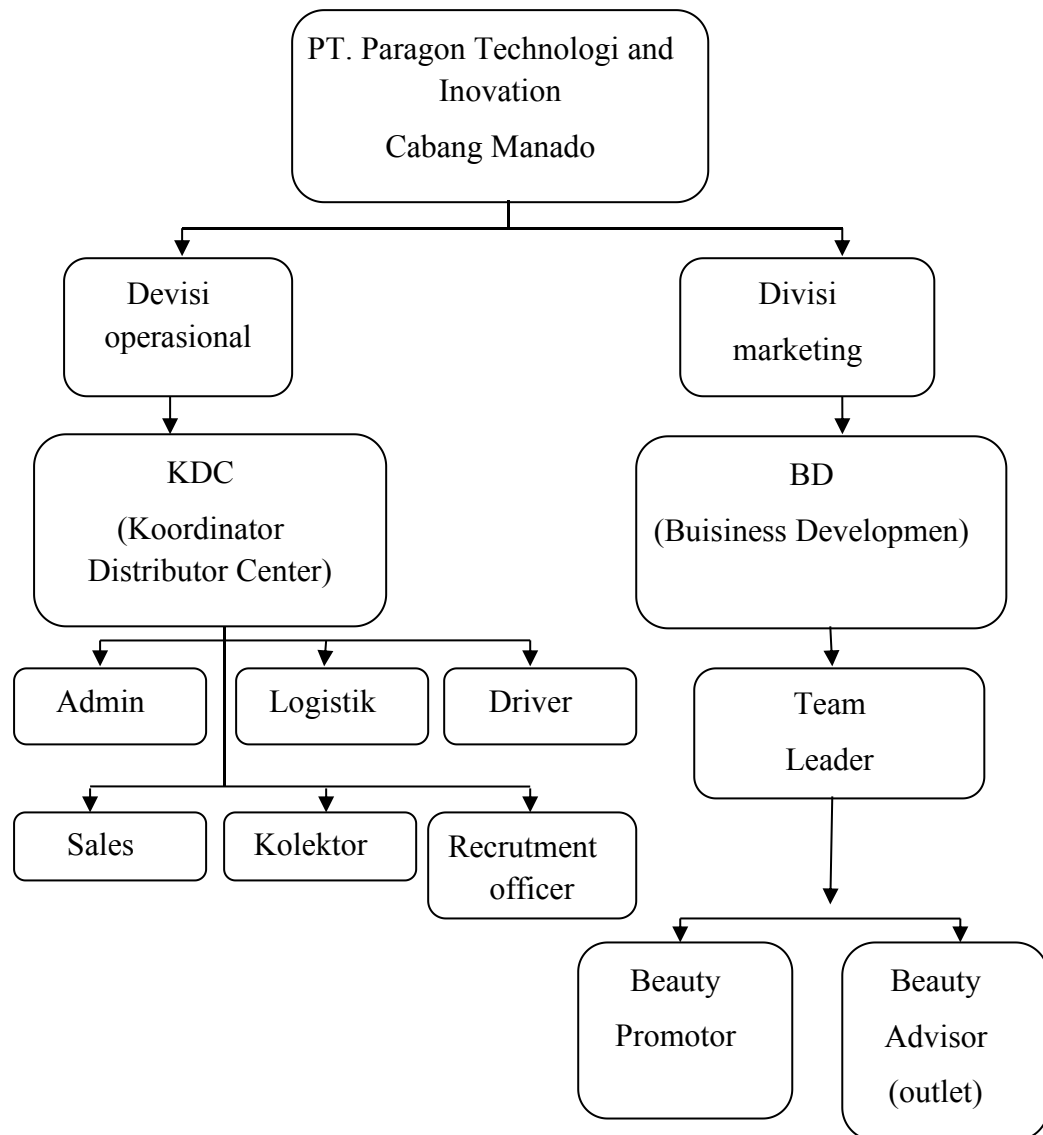 PT. Paragon Technologi and
Inovation
Cabang Manado
Devisi
operasional
Divisi
marketing
KDC
(Koordinator
Distributor Center)
BD
(Buisiness Developmen)
Admin
Logistik
Driver
Team
Leader
Sales
Kolektor
Recrutment
officer
Beauty
Promotor
Beauty
Advisor
(outlet)